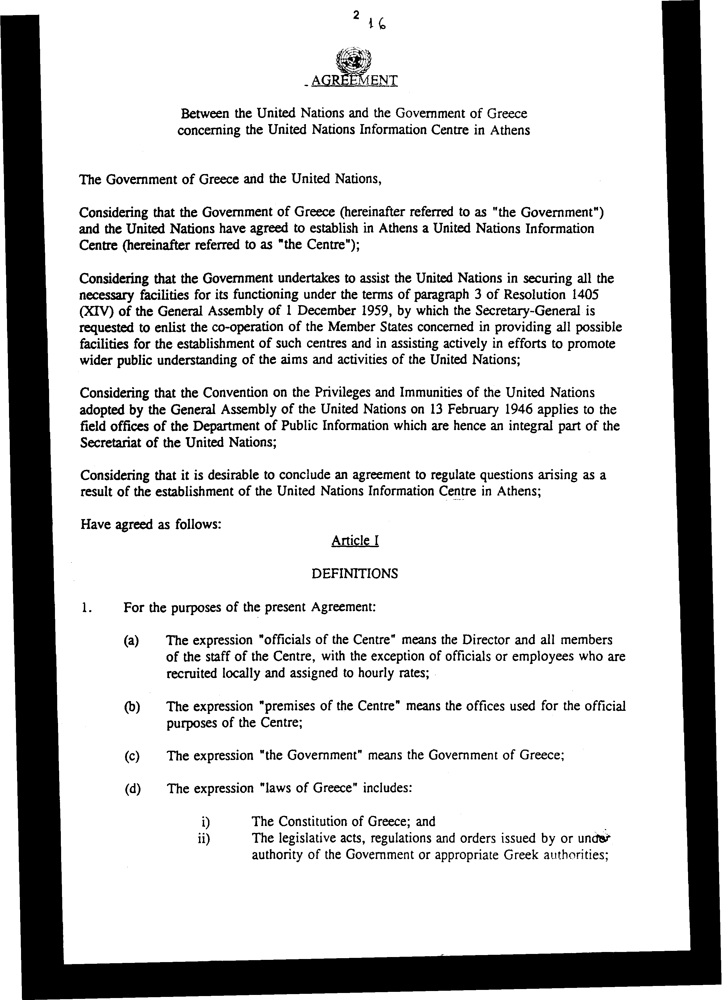 2
16
AGREEMENT
Between the United Nations and the Government of Greece
concerning the United Nations Information Centre in Athens
The Government of Greece and the United Nations,
Considering that the Government of Greece (hereinafter referred to as "the Government")
and the United Nations have agreed to establish in Athens a United Nations Information
Centre (hereinafter referred to as "the Centre");
Considering that the Government undertakes to assist the United Nations in securing all the
necessary facilities for its functioning under the terms of paragraph 3 of Resolution 1405
(XIV) of the General Assembly of 1 December 1959, by which the Secretary-General is
requested to enlist the co-operation of the Member States concerned in providing all possible
facilities for the establishment of such centres and in assisting actively in efforts to promote
wider public understanding of the aims and activities of the United Nations;
Considering that the Convention on the Privileges and Immunities of the United Nations
adopted by the General Assembly of the United Nations on 13 February 1946 applies to the
field offices of the Department of Public Information which are hence an integral part of the
Secretariat of the United Nations;
Considering that it is desirable to conclude an agreement to regulate questions arising as a
result of the establishment of the United Nations Information Centre in Athens;
Have agreed as follows:
Article I
DEFINITIONS
1. For the purposes of the present Agreement:
(a) The expression "officials of the Centre" means the Director and all members
of the staff of the Centre, with the exception of officials or employees who are
recruited locally and assigned to hourly rates;
(b) The expression "premises of the Centre" means the offices used for the official
purposes of the Centre;
(c) The expression "the Government" means the Government of Greece;
(d) The expression "laws of Greece" includes:
i) The Constitution of Greece; and
ii) The legislative acts, regulations and orders issued by or under
authority of the Government or appropriate Greek authorities;